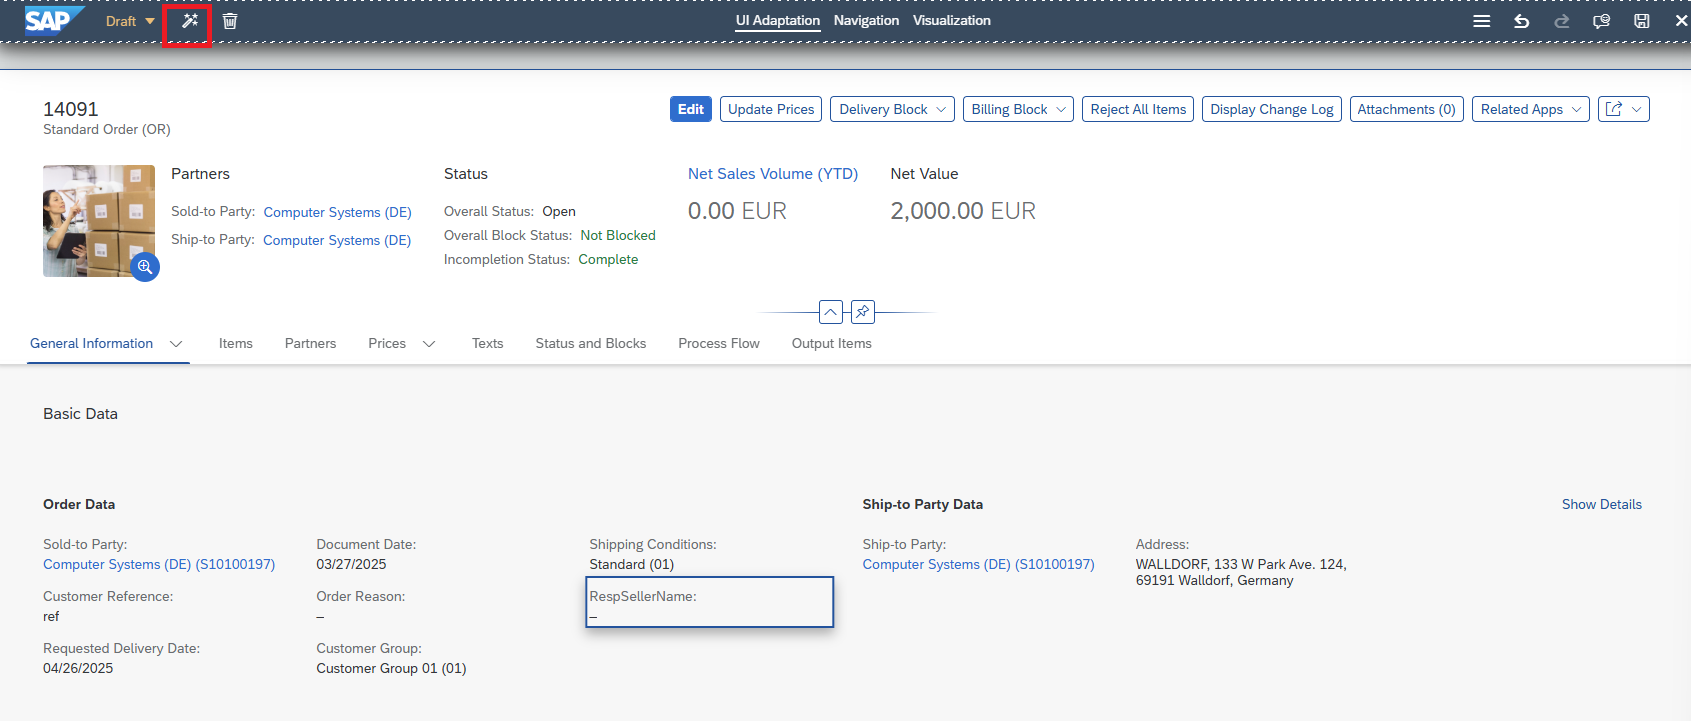 SAP Draft UI Adaptation Navigation Visualization
14091
Standard Order (OR)
Edit Update Prices Delivery Block Billing Block Reject All Items Display Change Log Attachments (0) Related Apps
Partners
Sold-to Party: Computer Systems (DE)
Ship-to Party: Computer Systems (DE)
Status
Overall Status: Open
Overall Block Status: Not Blocked
Incompletion Status: Complete
Net Sales Volume (YTD)
0.00 EUR
Net Value
2,000.00 EUR
General Information Items Partners Prices Texts Status and Blocks Process Flow Output Items
Basic Data
Order Data
Sold-to Party:
Computer Systems (DE) (S10100197)
Customer Reference:
ref
Requested Delivery Date:
04/26/2025
Document Date:
03/27/2025
Order Reason:
–
Customer Group:
Customer Group 01 (01)
Shipping Conditions:
Standard (01)
RespSellerName:
–
Ship-to Party Data
Show Details
Ship-to Party:
Computer Systems (DE) (S10100197)
Address:
WALLDORF, 133 W Park Ave. 124,
69191 Walldorf, Germany